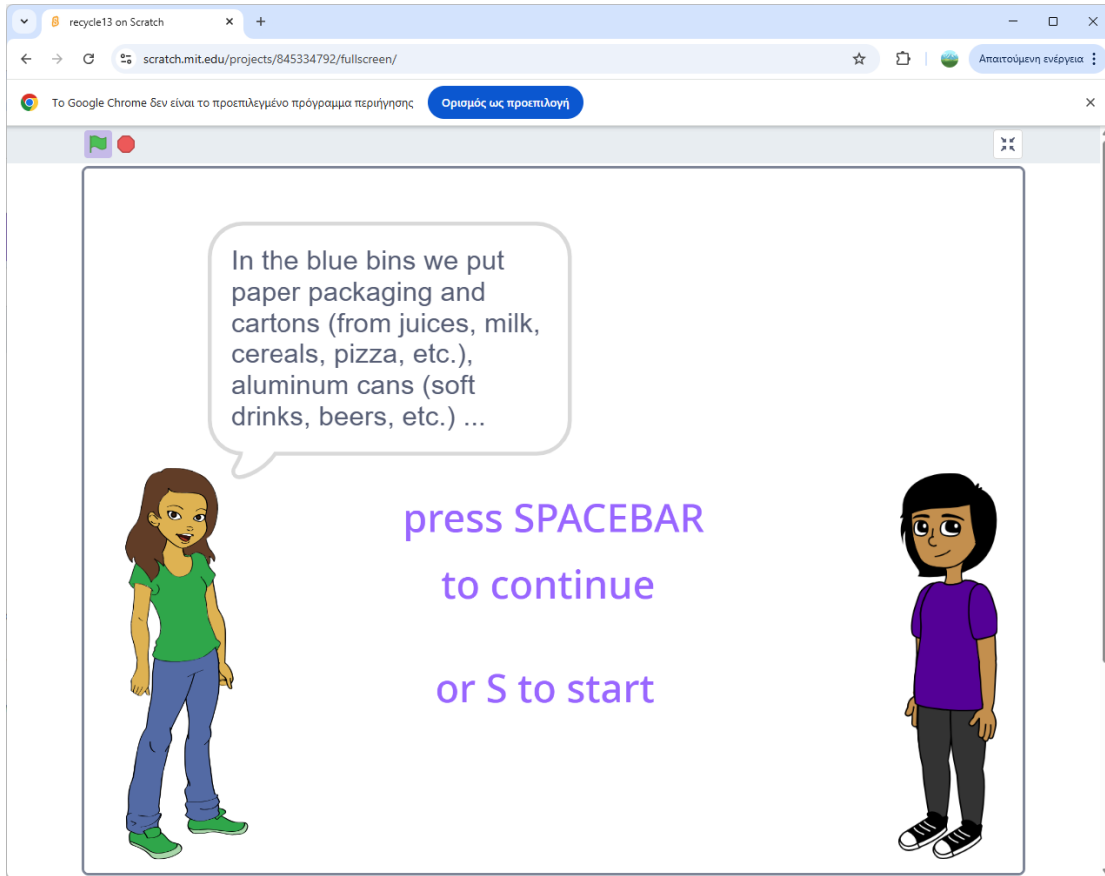 recycle13 on Scratch
scratch.mit.edu/projects/845334792/fullscreen/
Απαιτούμενη ενέργεια
Το Google Chrome δεν είναι το προεπιλεγμένο πρόγραμμα περιήγησης
Ορισμός ως προεπιλογή
In the blue bins we put
paper packaging and
cartons (from juices, milk,
cereals, pizza, etc.),
aluminum cans (soft
drinks, beers, etc.) ...
press SPACEBAR
to continue
or S to start